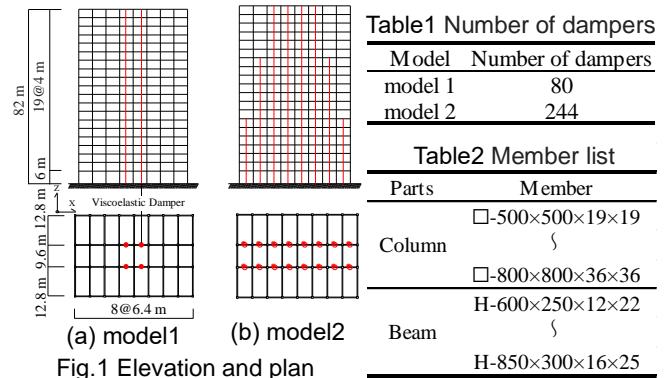 82 m
19@4 m
6 m
z
x
Viscoelastic Damper
12.8 m
9.6 m
12.8 m
8@6.4 m
(a) model1
(b) model2
Fig.1 Elevation and plan
Table1 Number of dampers
Model Number of dampers
model 1 80
model 2 244
Table2 Member list
Parts Member
Column
□-500×500×19×19
∫
□-800×800×36×36
Beam
H-600×250×12×22
∫
H-850×300×16×25